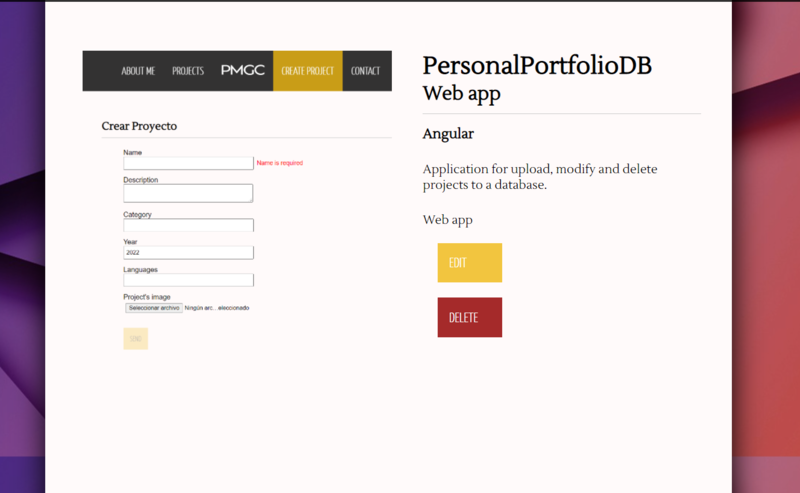 ABOUT ME PROJECTS PMGC CREATE PROJECT CONTACT
Crear Proyecto
Name
Name is required
Description
Category
Year
2022
Languages
Project's image
Seleccionar archivo Ningún arc...eleccionado
PersonalPortfolioDB
Web app
Angular
Application for upload, modify and delete
projects to a database.
Web app
EDIT
DELETE